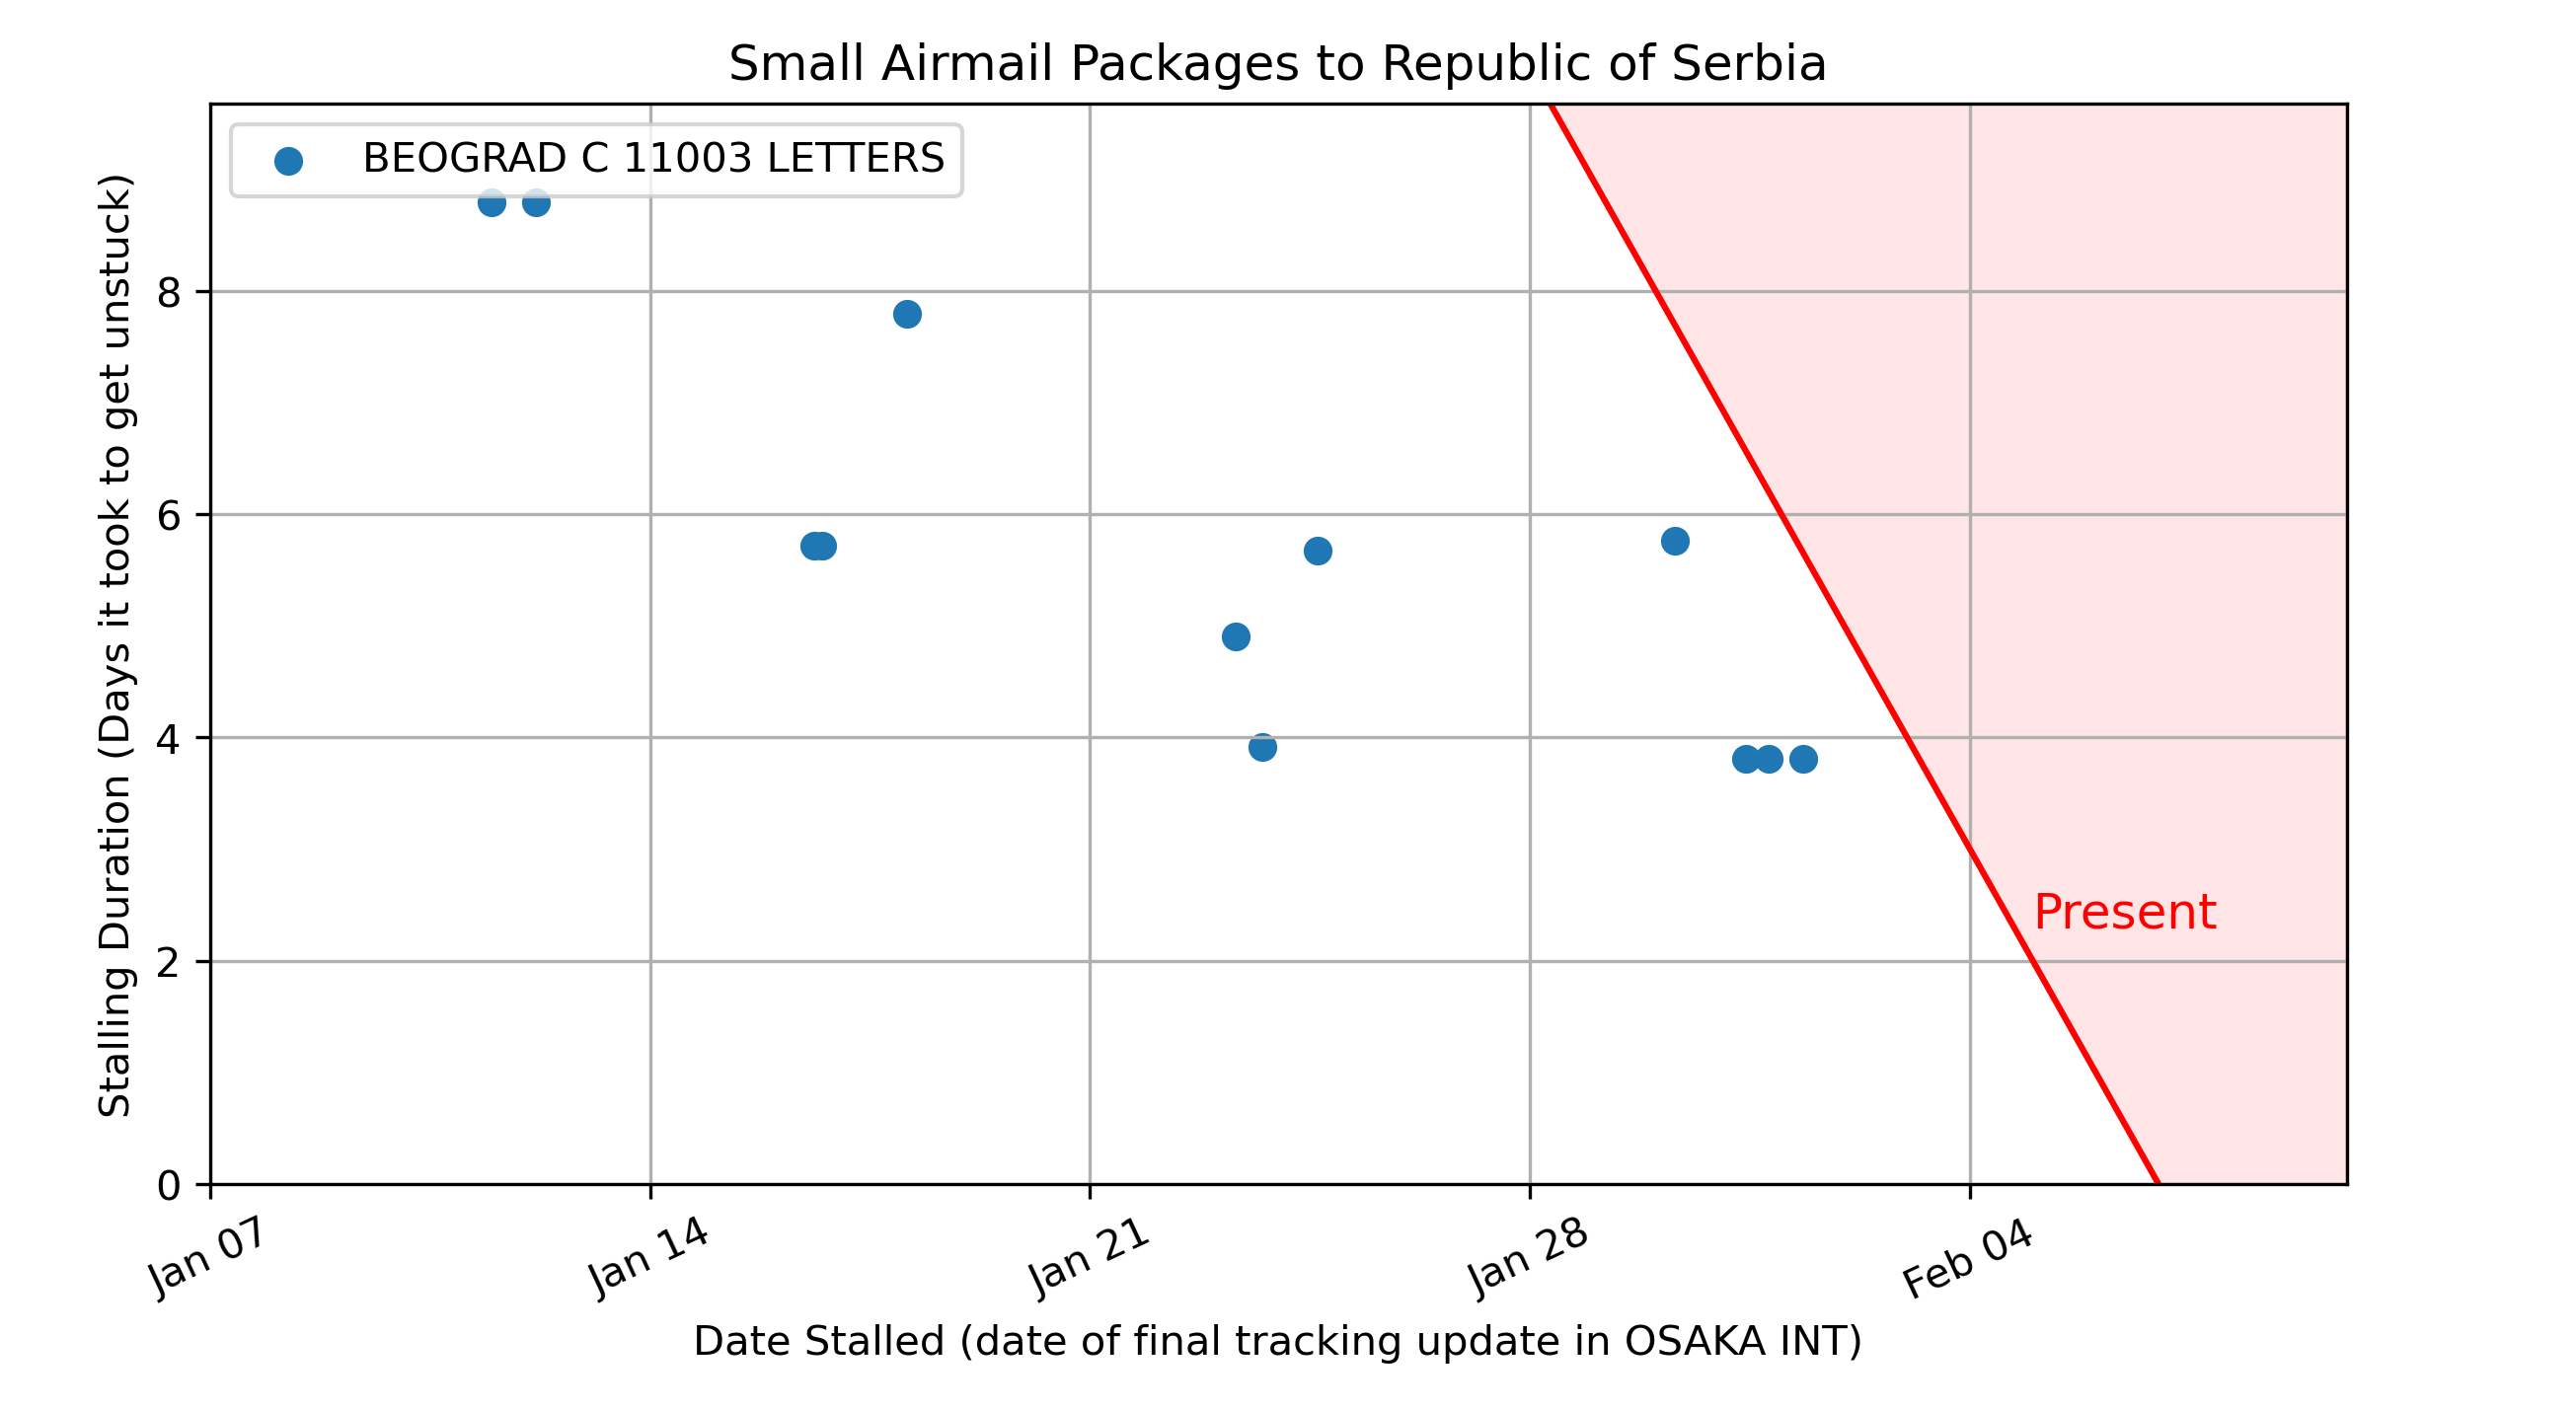 Small Airmail Packages to Republic of Serbia
BEOGRAD C 11003 LETTERS
Stalling Duration (Days it took to get unstuck)
8
6
4
2
0
Present
Jan 07
Jan 14
Jan 21
Jan 28
Feb 04
Date Stalled (date of final tracking update in OSAKA INT)